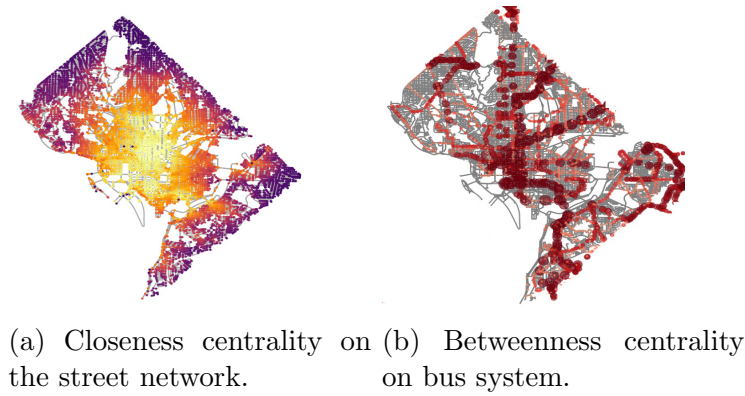 (a) Closeness centrality on
the street network.
(b) Betweenness centrality
on bus system.